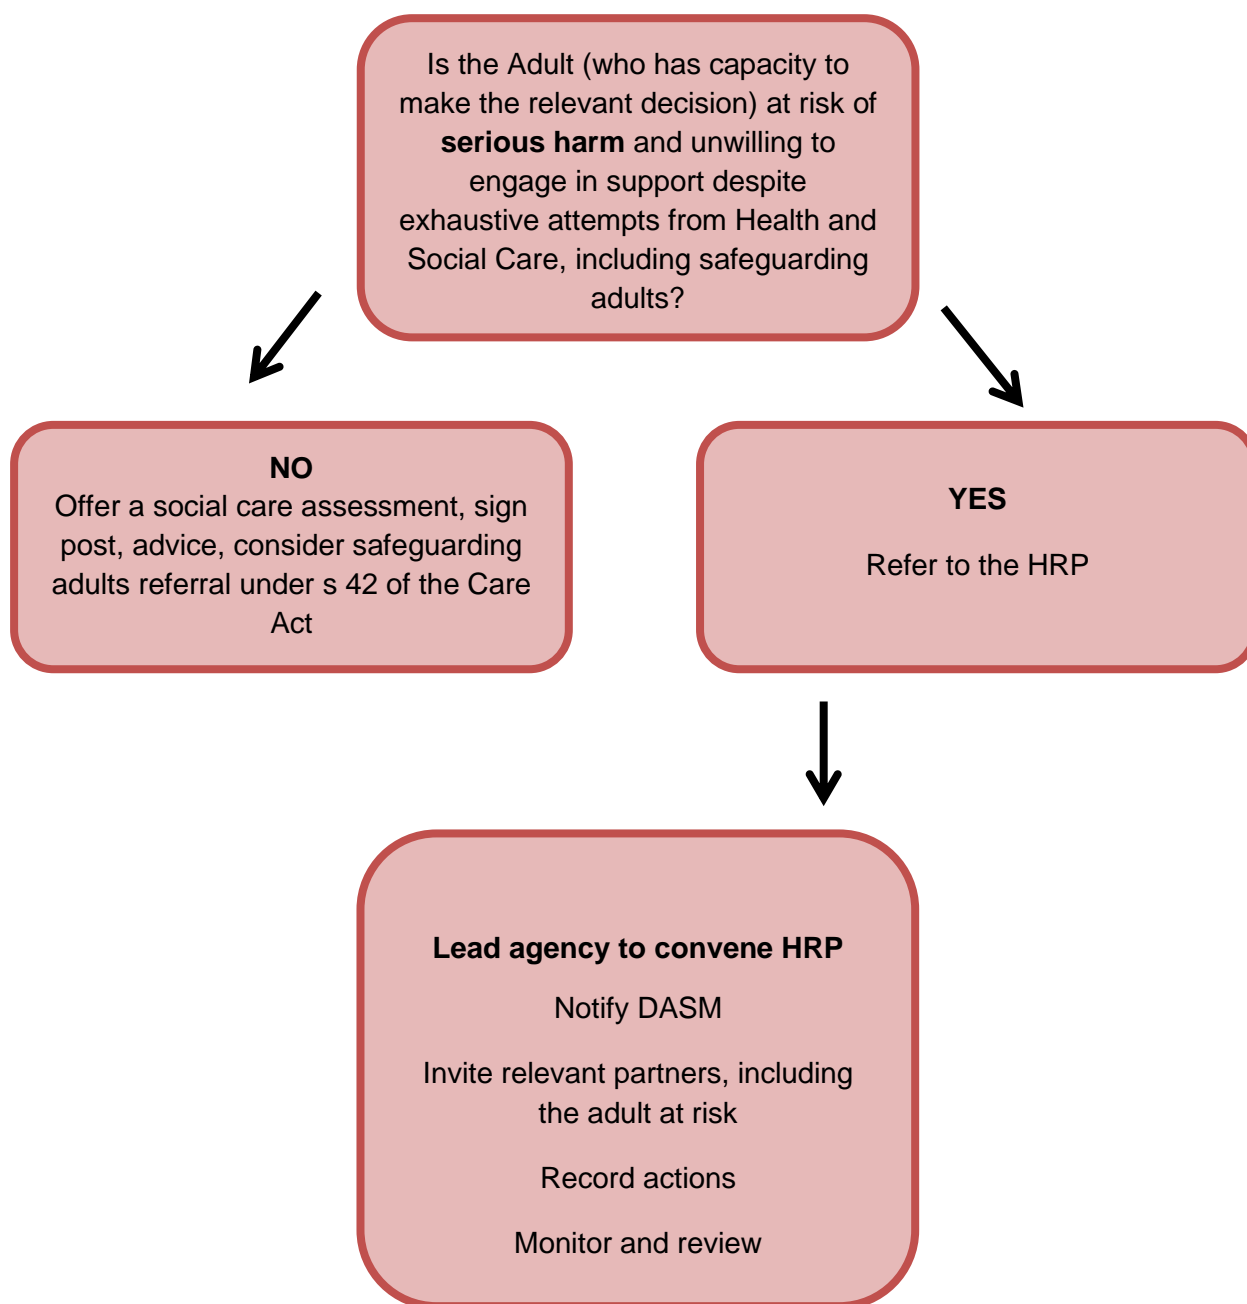 Is the Adult (who has capacity to
make the relevant decision) at risk of
serious harm and unwilling to
engage in support despite
exhaustive attempts from Health and
Social Care, including safeguarding
adults?
NO
Offer a social care assessment, sign
post, advice, consider safeguarding
adults referral under s 42 of the Care
Act
YES
Refer to the HRP
Lead agency to convene HRP
Notify DASM
Invite relevant partners, including
the adult at risk
Record actions
Monitor and review